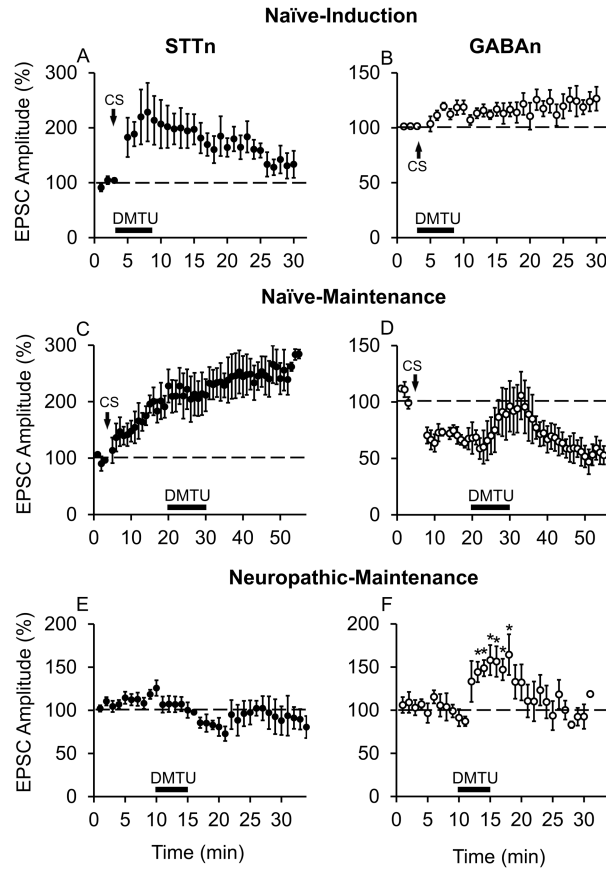 Naïve-Induction
STTn
GABAn
A
B
EPSC Amplitude (%)
300
200
100
0
CS
DMTU
0 5 10 15 20 25 30
150
100
50
0
CS
DMTU
0 5 10 15 20 25 30
Naïve-Maintenance
C
D
EPSC Amplitude (%)
300
200
100
0
CS
DMTU
0 10 20 30 40 50
150
100
50
0
CS
DMTU
0 10 20 30 40 50
Neuropathic-Maintenance
E
F
EPSC Amplitude (%)
200
150
100
50
0
DMTU
0 5 10 15 20 25 30
Time (min)
200
150
100
50
0
* * * * * *
DMTU
0 5 10 15 20 25 30
Time (min)